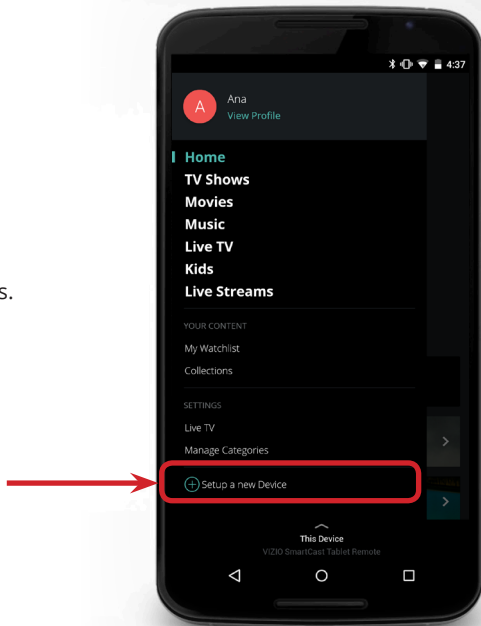 4:37
A
Ana
View Profile
Home
TV Shows
Movies
Music
Live TV
Kids
Live Streams
s.
YOUR CONTENT
My Watchlist
Collections
SETTINGS
Live TV
Manage Categories
Setup a new Device
This Device
VIZIO SmartCast Tablet Remote